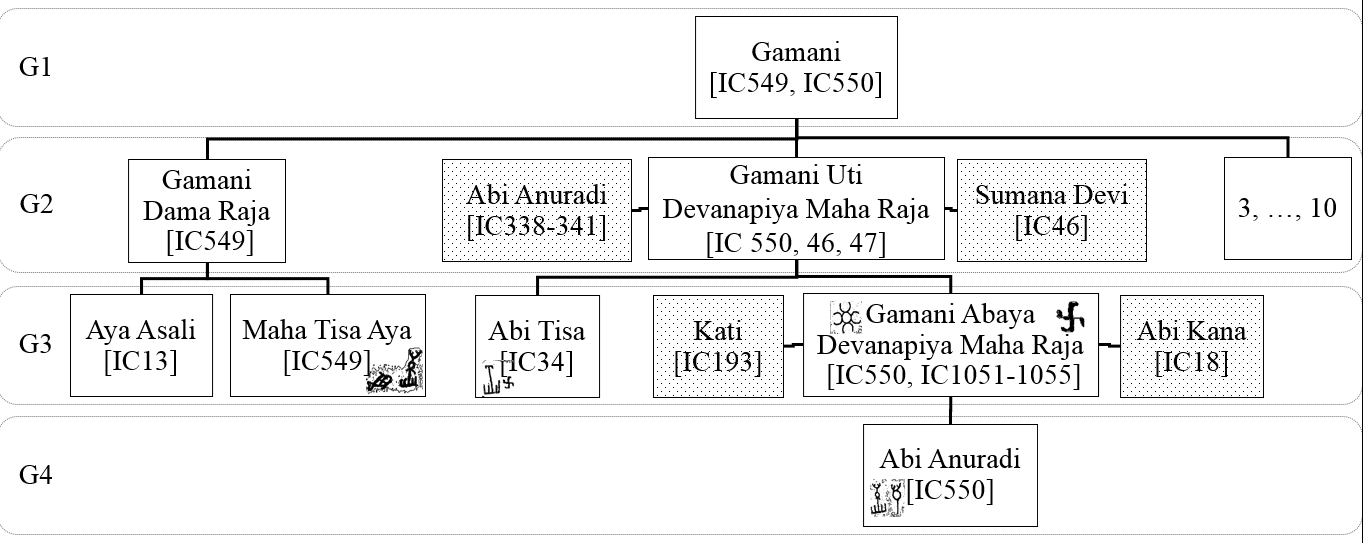 G1
Gamani
[IC549, IC550]
G2
Gamani
Dama Raja
[IC549]
Abi Anuradi
[IC338-341]
Gamani Uti
Devanapiya Maha Raja
[IC 550, 46, 47]
Sumana Devi
[IC46]
3, ..., 10
G3
Aya Asali
[IC13]
Maha Tisa Aya
[IC549]
Abi Tisa
[IC34]
Kati
[IC193]
Gamani Abaya
Devanapiya Maha Raja
[IC550, IC1051-1055]
Abi Kana
[IC18]
G4
Abi Anuradi
[IC550]